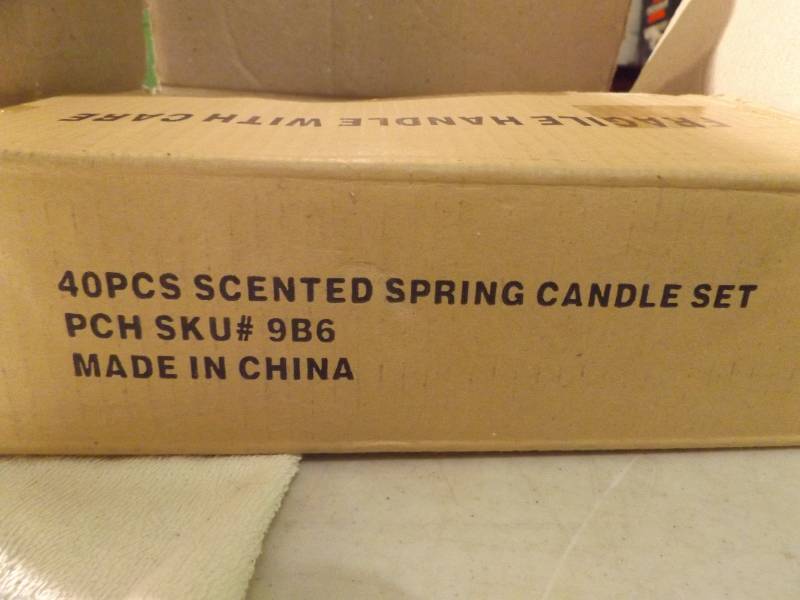 FRAGILE HANDLE WITH CARE
40PCS SCENTED SPRING CANDLE SET
PCH SKU# 9B6
MADE IN CHINA